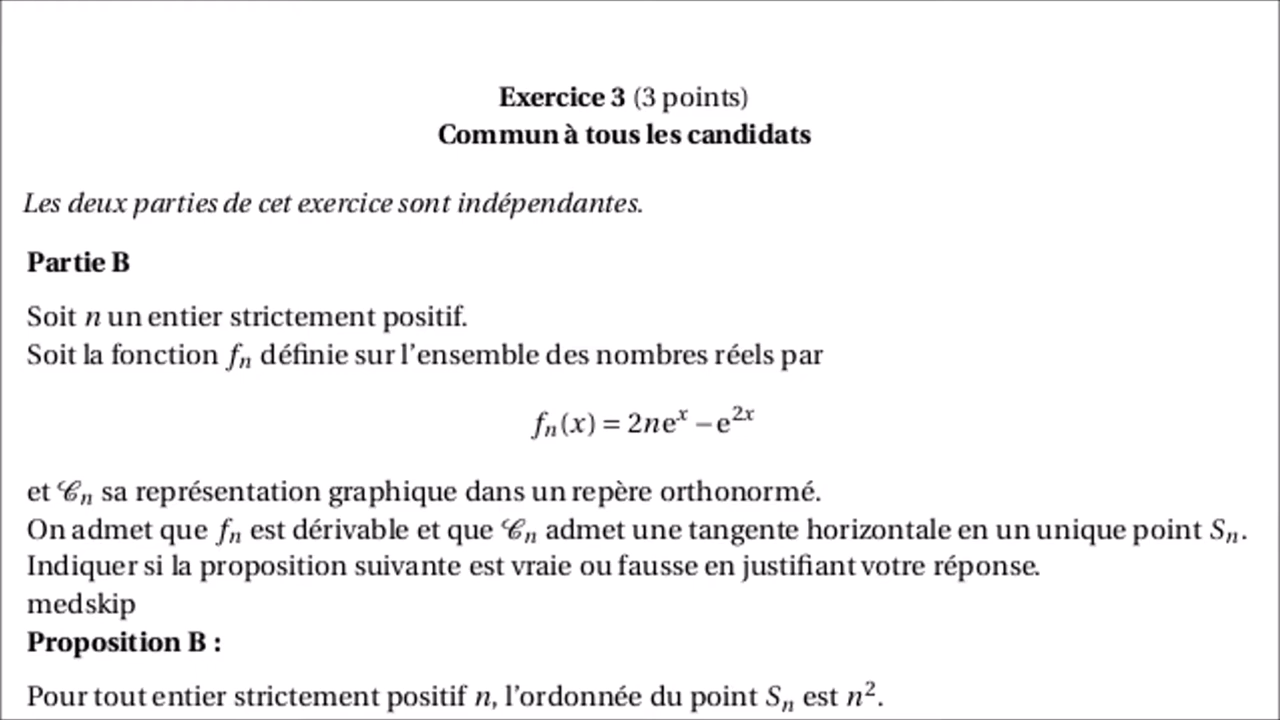 Exercice 3 (3 points)
Commun à tous les candidats
Les deux parties de cet exercice sont indépendantes.
Partie B
Soit n un entier strictement positif.
Soit la fonction fₙ définie sur l'ensemble des nombres réels par
fₙ(x) = 2neˣ − e²ˣ
et 𝒞ₙ sa représentation graphique dans un repère orthonormé.
On admet que fₙ est dérivable et que 𝒞ₙ admet une tangente horizontale en un unique point Sₙ.
Indiquer si la proposition suivante est vraie ou fausse en justifiant votre réponse.
medskip
Proposition B :
Pour tout entier strictement positif n, l'ordonnée du point Sₙ est n².